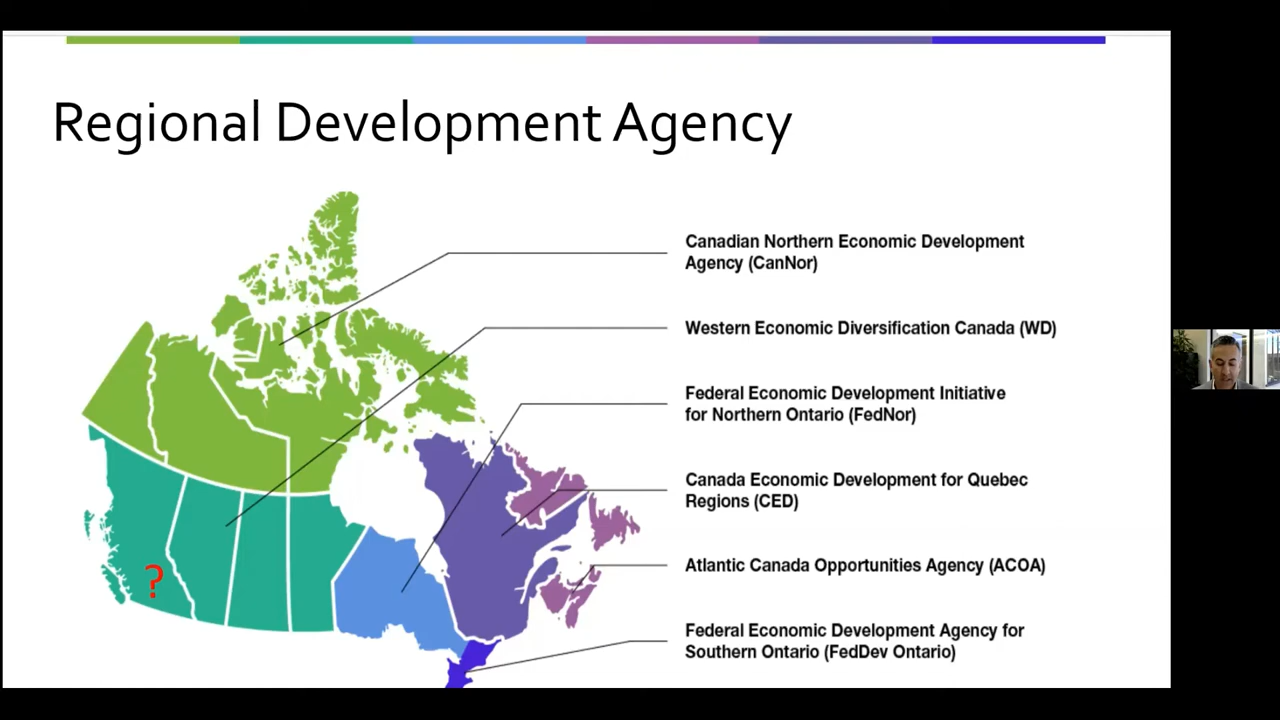 Regional Development Agency
Canadian Northern Economic Development
Agency (CanNor)
Western Economic Diversification Canada (WD)
Federal Economic Development Initiative
for Northern Ontario (FedNor)
Canada Economic Development for Quebec
Regions (CED)
Atlantic Canada Opportunities Agency (ACOA)
?
Federal Economic Development Agency for
Southern Ontario (FedDev Ontario)